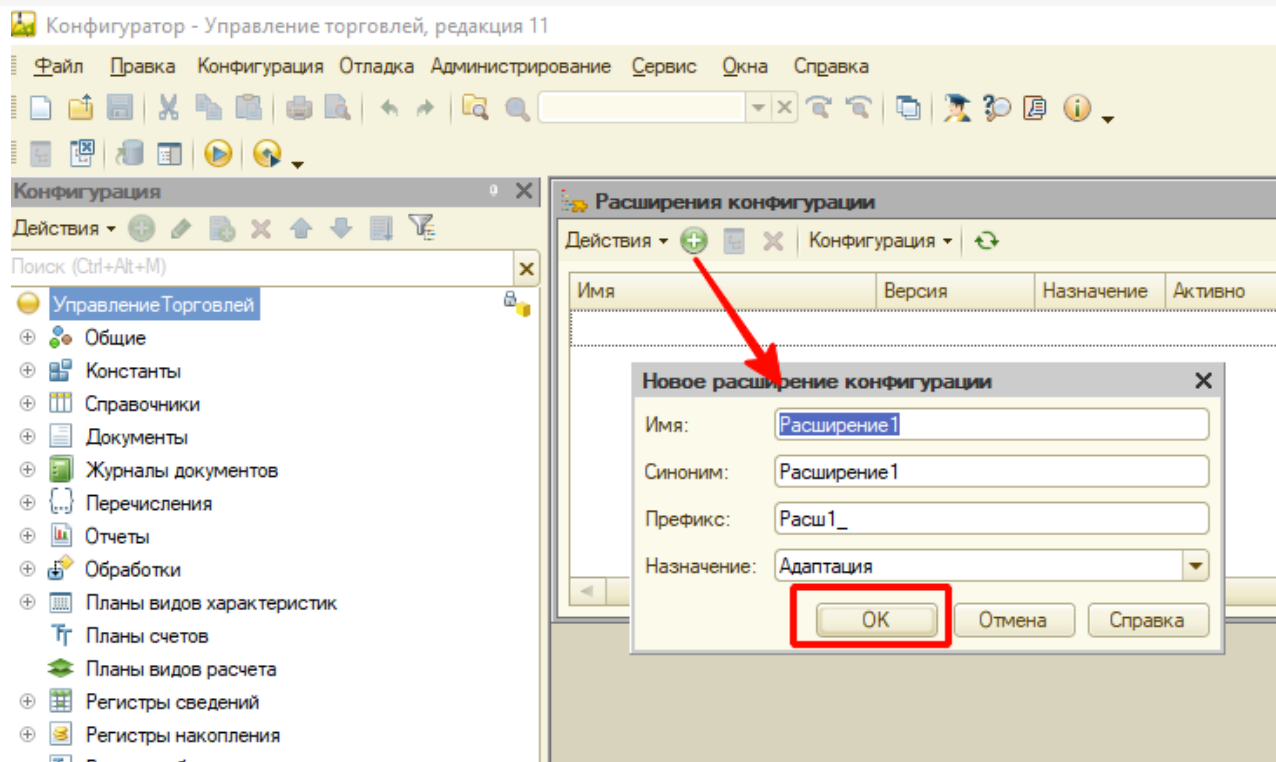 Конфигуратор - Управление торговлей, редакция 11
Файл Правка Конфигурация Отладка Администрирование Сервис Окна Справка
Конфигурация
Действия
Поиск (Ctrl+Alt+M)
УправлениеТорговлей
Общие
Константы
Справочники
Документы
Журналы документов
Перечисления
Отчеты
Обработки
Планы видов характеристик
Планы счетов
Планы видов расчета
Регистры сведений
Регистры накопления
Расширения конфигурации
Действия Конфигурация
Имя Версия Назначение Активно
Новое расширение конфигурации
Имя: Расширение1
Синоним: Расширение1
Префикс: Расш1_
Назначение: Адаптация
OK Отмена Справка